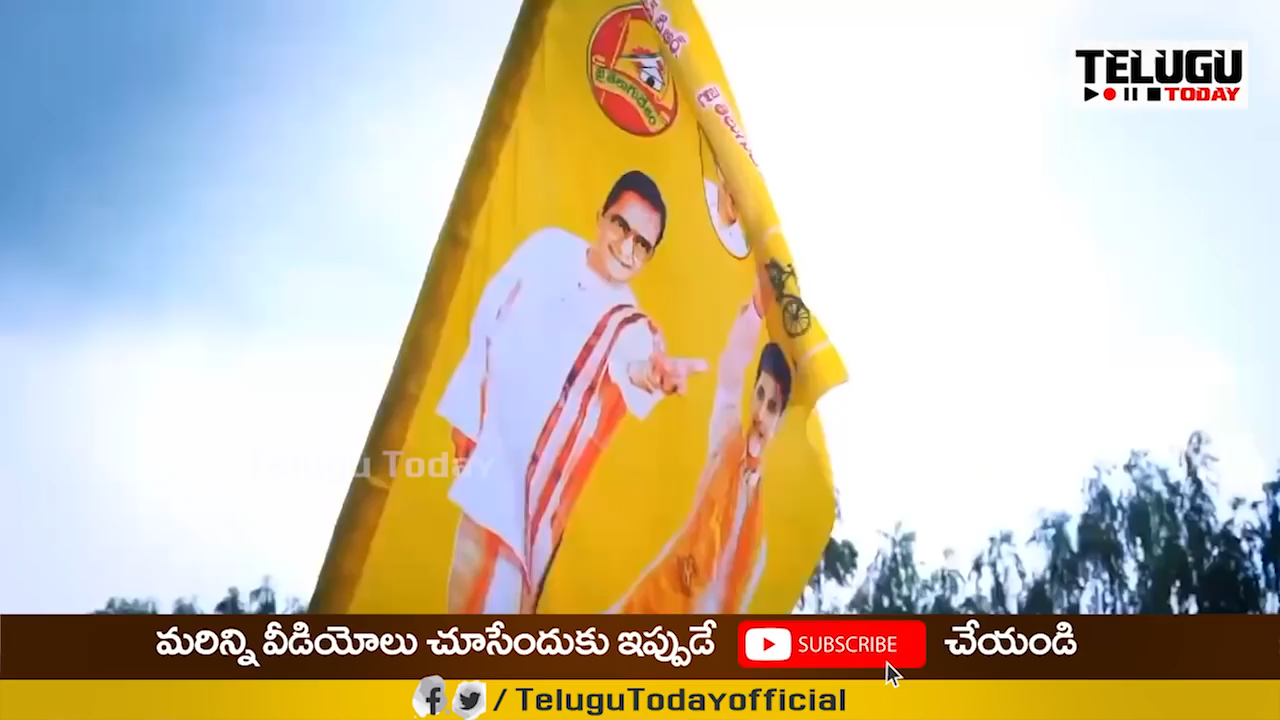 TELUGU
TODAY
జై తెలుగుదేశం
Telugu Today
మరిన్ని వీడియోలు చూసేందుకు ఇప్పుడే SUBSCRIBE చేయండి
/ TeluguTodayofficial